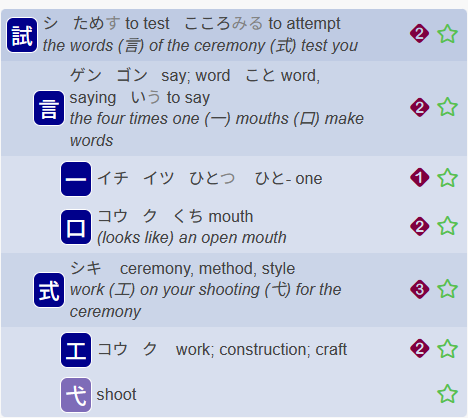 試 シ ためす to test こころみる to attempt
the words (言) of the ceremony (式) test you 2
言 ゲン ゴン say; word こと word,
saying いう to say
the four times one (一) mouths (口) make 2
words
一 イチ イツ ひとつ ひと- one 1
口 コウ ク くち mouth
(looks like) an open mouth 2
式 シキ ceremony, method, style
work (工) on your shooting (弋) for the 3
ceremony
工 コウ ク work; construction; craft 2
弋 shoot